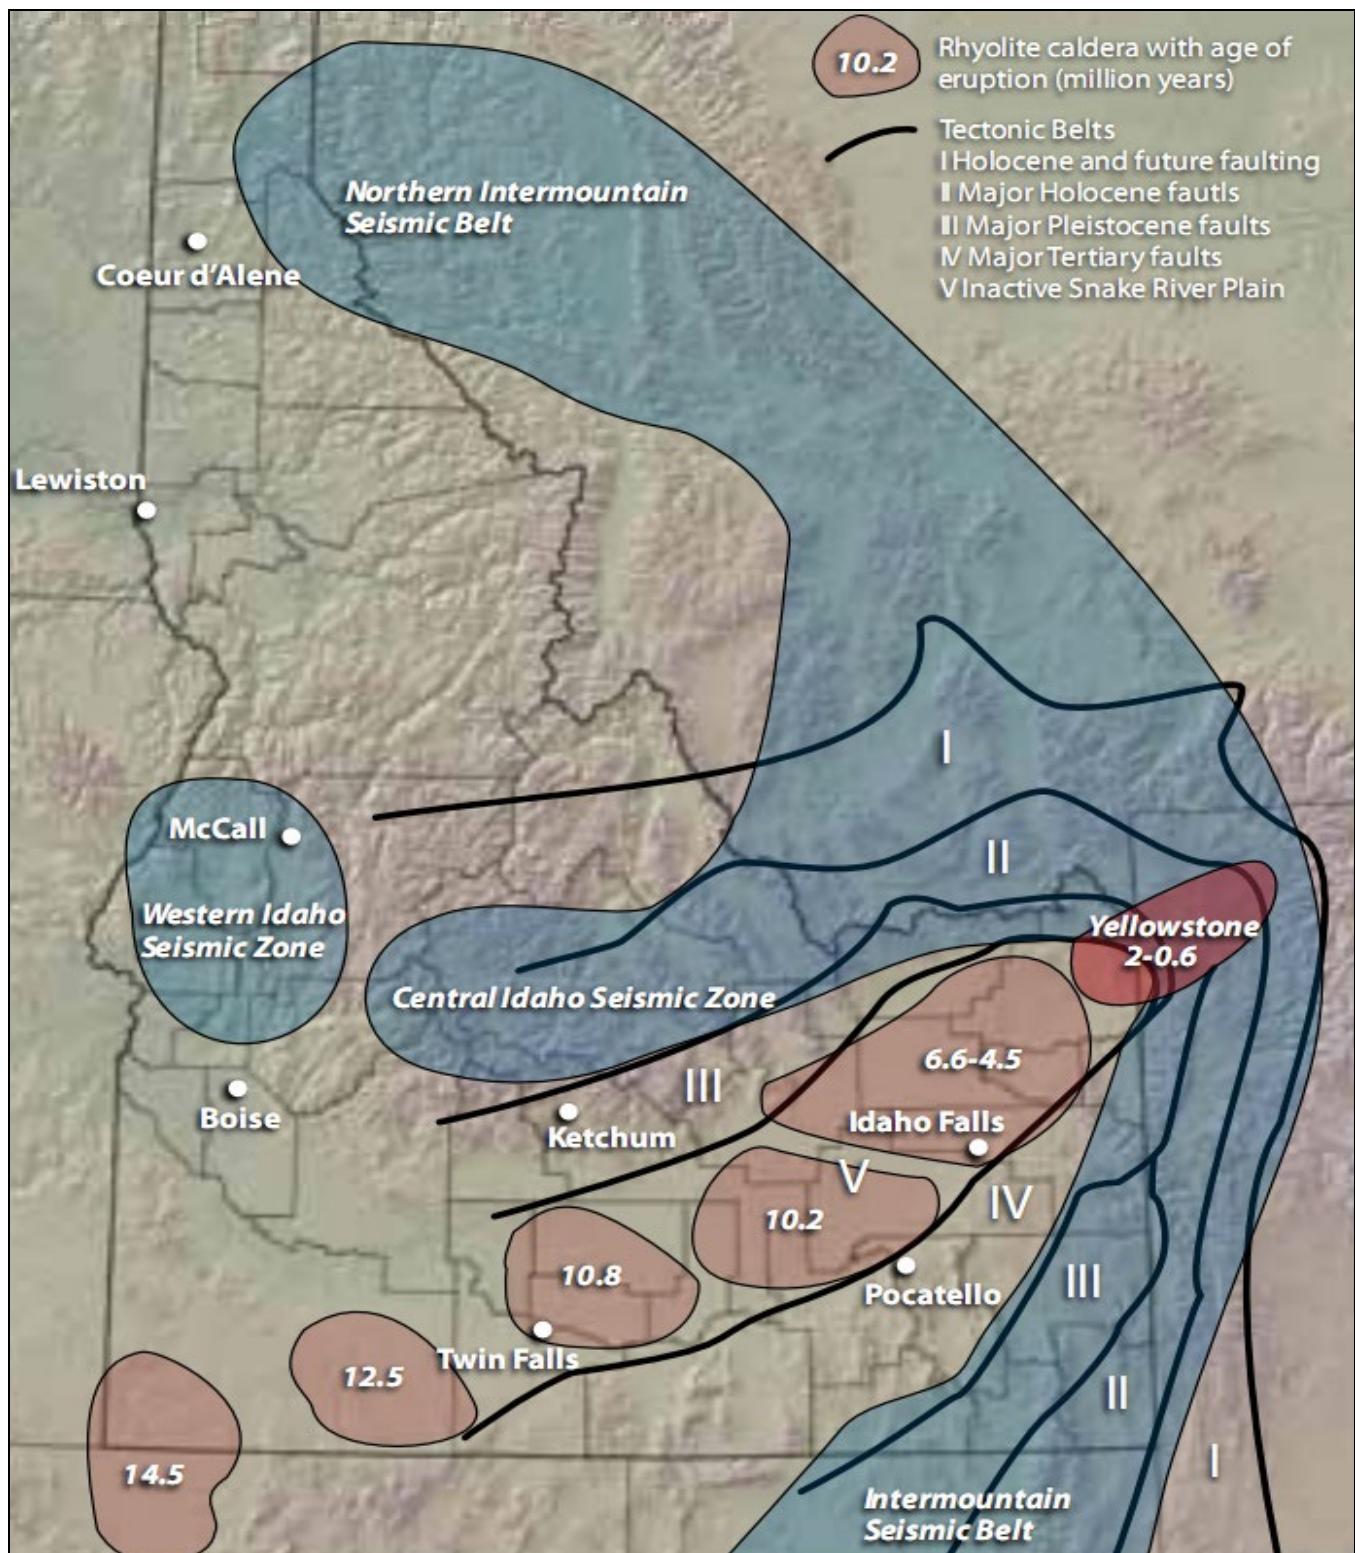 10.2
Rhyolite caldera with age of
eruption (million years)
Tectonic Belts
I Holocene and future faulting
II Major Holocene fautls
III Major Pleistocene faults
IV Major Tertiary faults
V Inactive Snake River Plain
Northern Intermountain
Seismic Belt
Coeur d'Alene
Lewiston
I
McCall
II
Western Idaho
Seismic Zone
Yellowstone
2-0.6
Central Idaho Seismic Zone
6.6-4.5
III
Boise
Ketchum
Idaho Falls
V
IV
10.2
10.8
Pocatello
III
Twin Falls
12.5
II
14.5
I
Intermountain
Seismic Belt